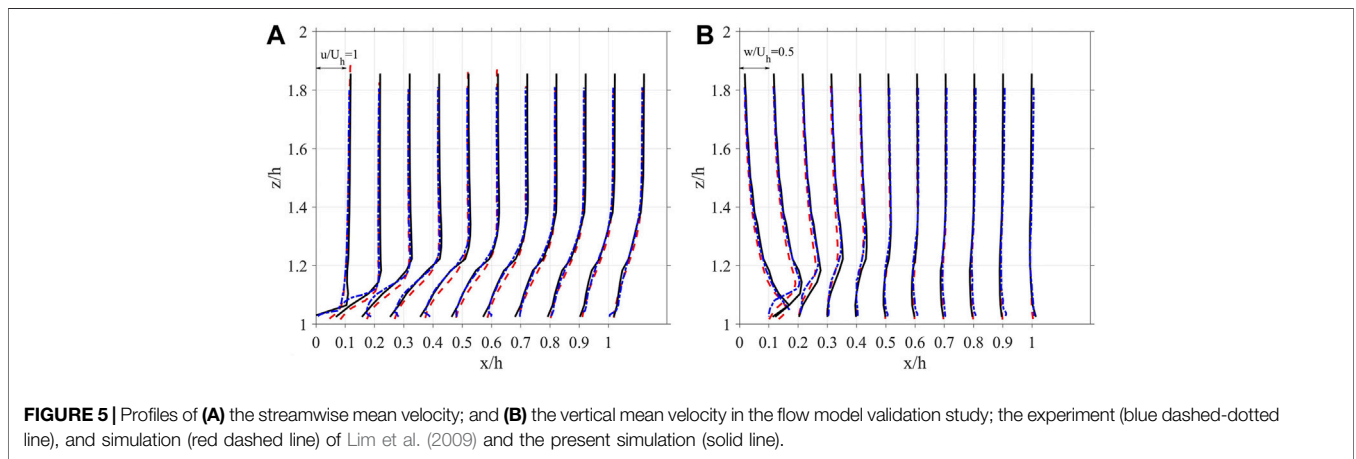 A
2
1.8
1.6
1.4
1.2
1
z/h
u/U_h=1
0 0.1 0.2 0.3 0.4 0.5 0.6 0.7 0.8 0.9 1
x/h
B
2
1.8
1.6
1.4
1.2
1
z/h
w/U_h=0.5
0 0.1 0.2 0.3 0.4 0.5 0.6 0.7 0.8 0.9 1
x/h
FIGURE 5 | Profiles of (A) the streamwise mean velocity; and (B) the vertical mean velocity in the flow model validation study; the experiment (blue dashed-dotted
line), and simulation (red dashed line) of Lim et al. (2009) and the present simulation (solid line).